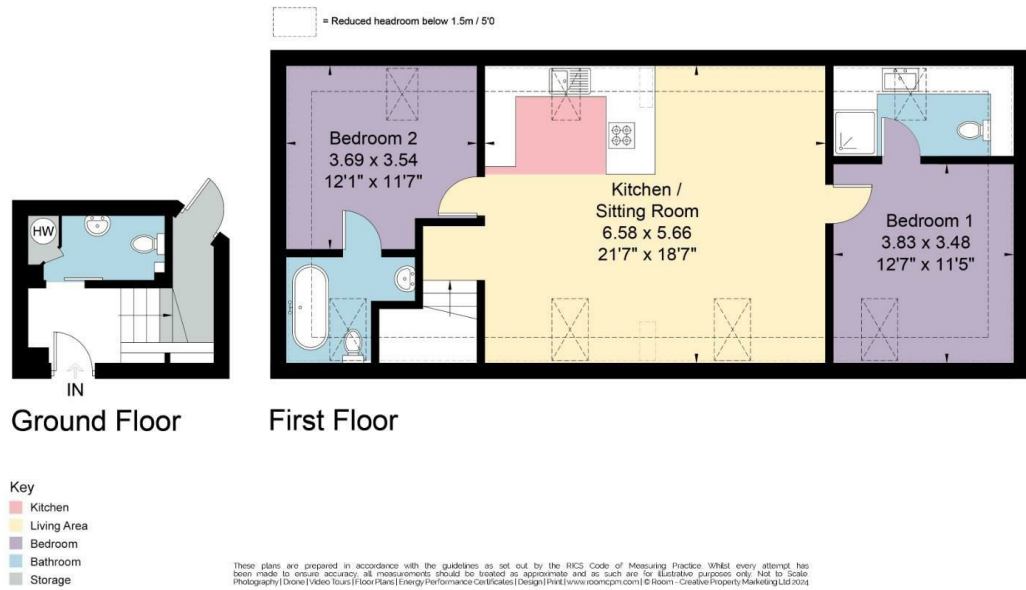 = Reduced headroom below 1.5m / 5'0
Bedroom 2
3.69 x 3.54
12'1" x 11'7"
Kitchen /
Sitting Room
6.58 x 5.66
21'7" x 18'7"
Bedroom 1
3.83 x 3.48
12'7" x 11'5"
HW
IN
Ground Floor
First Floor
Key
Kitchen
Living Area
Bedroom
Bathroom
Storage
These plans are prepared in accordance with the guidelines as set out by the RICS Code of Measuring Practice. Whilst every attempt has
been made to ensure accuracy, all measurements should be treated as approximate and as such are for illustrative purposes only. Not to Scale.
Photography | Drone | Video Tours | Floor Plans | Energy Performance Certificates | Design | Print | www.roomcpm.com | © Room - Creative Property Marketing Ltd 2024